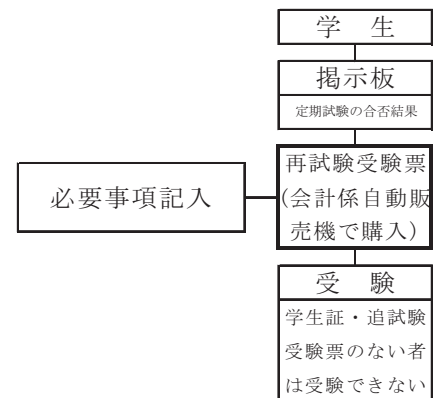 学 生
掲示板
定期試験の合否結果
再試験受験票
(会計係自動販
売機で購入)
必要事項記入
受 験
学生証・追試験
受験票のない者
は受験できない